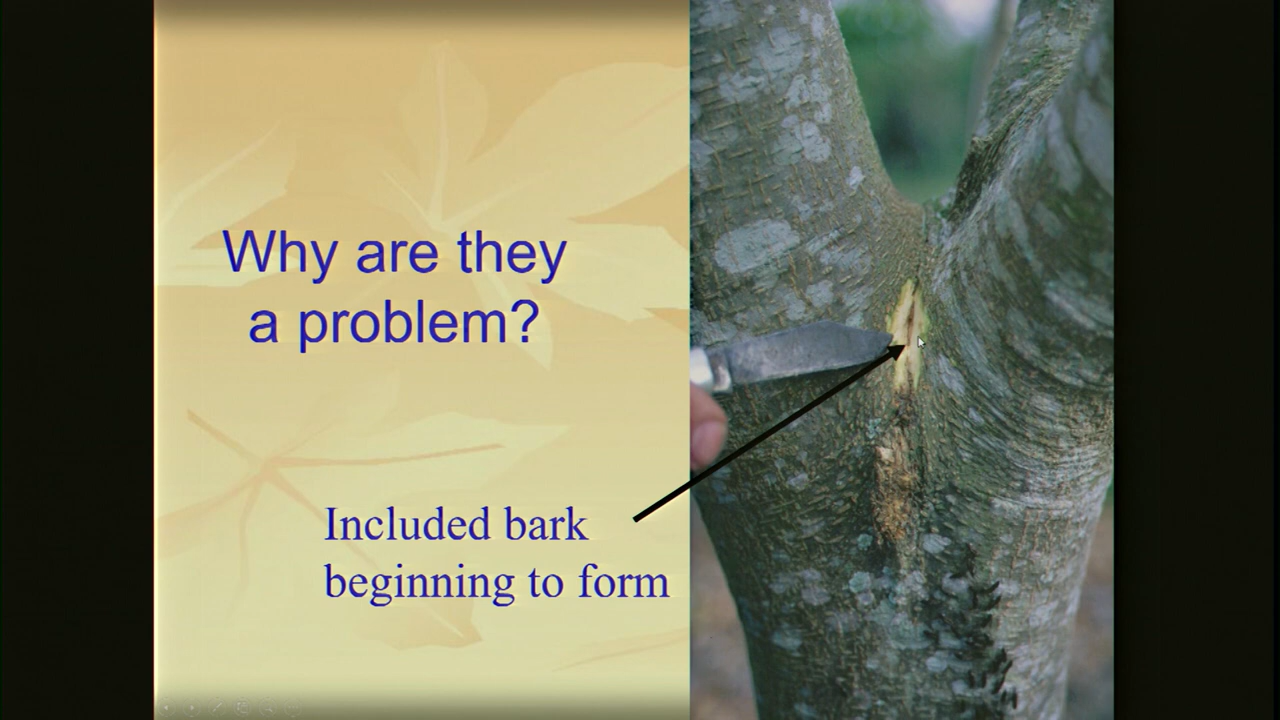 Why are they
a problem?
Included bark
beginning to form